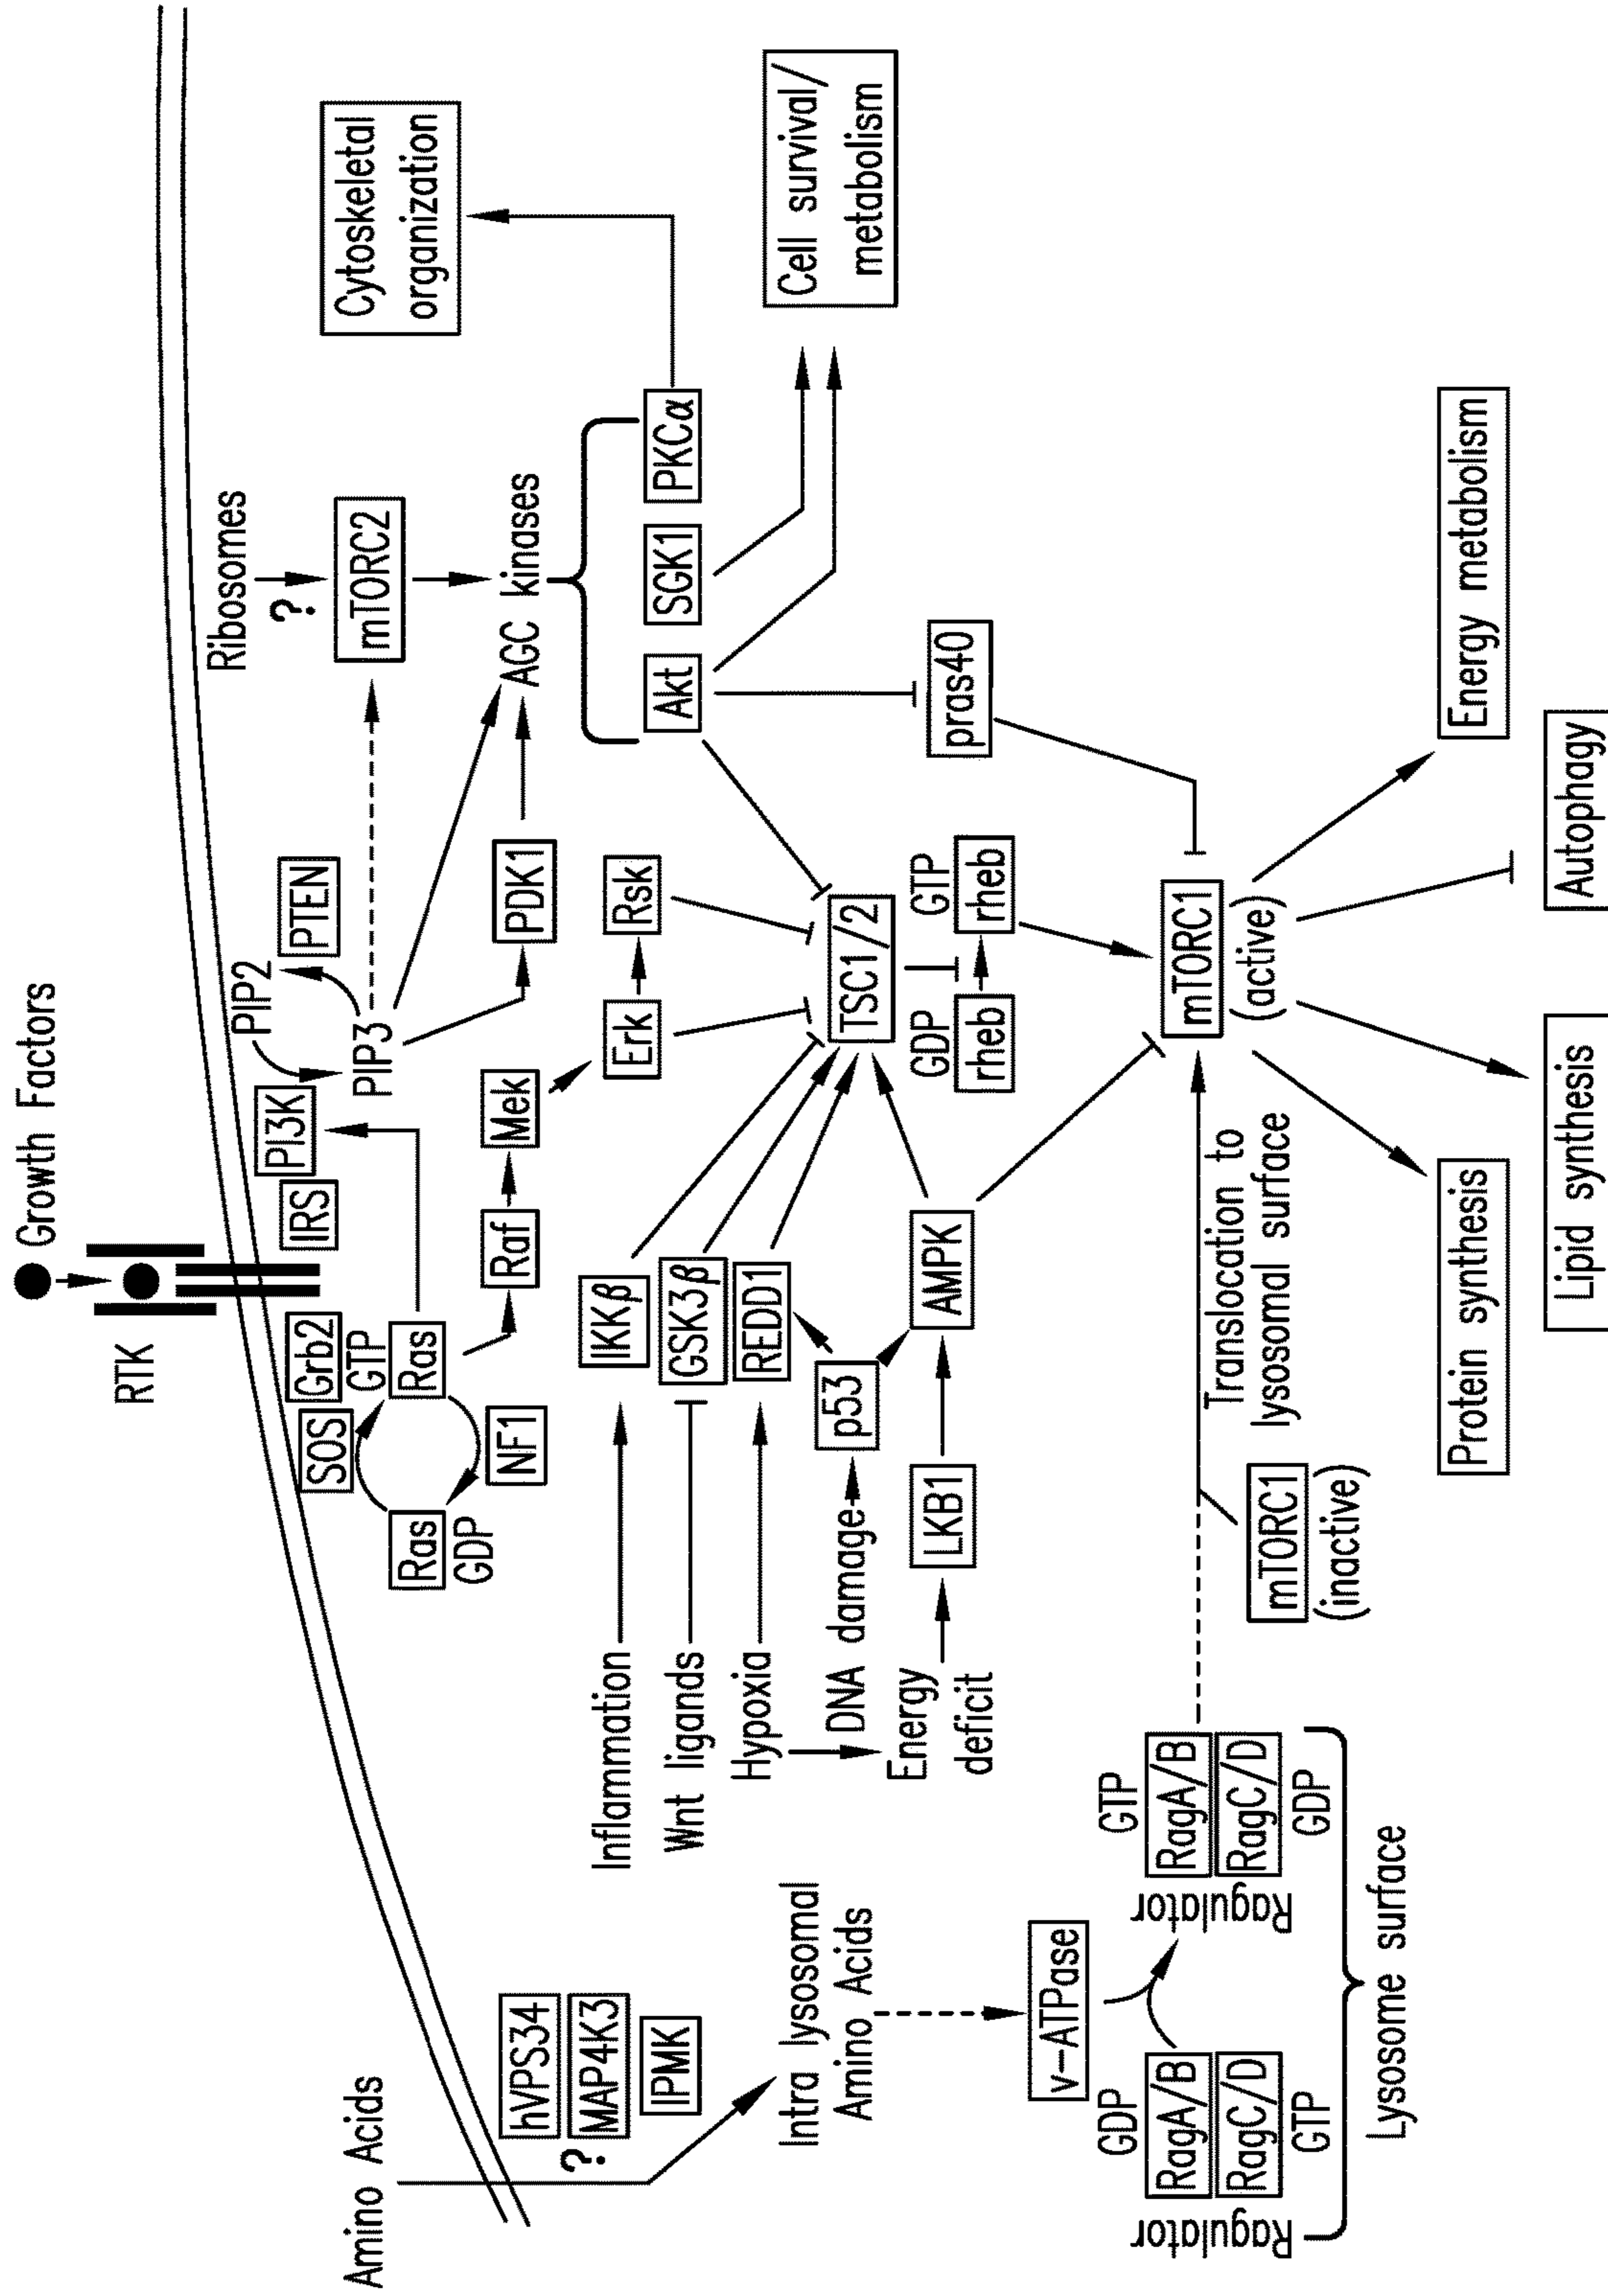 Growth Factors
RTK
Amino Acids
Ribosomes
?
PIP2
PTEN
PI3K
IRS
Grb2
SOS
GTP
Ras
Ras
GDP
NF1
PIP3
mTORC2
Cytoskeletal
organization
hVPS34
MAP4K3
IPMK
?
Raf
Mek
PDK1
AGC kinases
Erk
Rsk
Akt
SGK1
PKCα
Inflammation
IKKβ
Wnt ligands
GSK3β
Hypoxia
REDD1
DNA damage
p53
Energy
deficit
LKB1
AMPK
TSC1/2
GDP
rheb
GTP
rheb
pras40
Cell survival/
metabolism
Intra lysosomal
Amino Acids
v-ATPase
GDP
RagA/B
RagC/D
GTP
Ragulator
GTP
RagA/B
RagC/D
GDP
Ragulator
Lysosome surface
mTORC1
(inactive)
Translocation to
lysosomal surface
mTORC1
(active)
Protein synthesis
Lipid synthesis
Autophagy
Energy metabolism